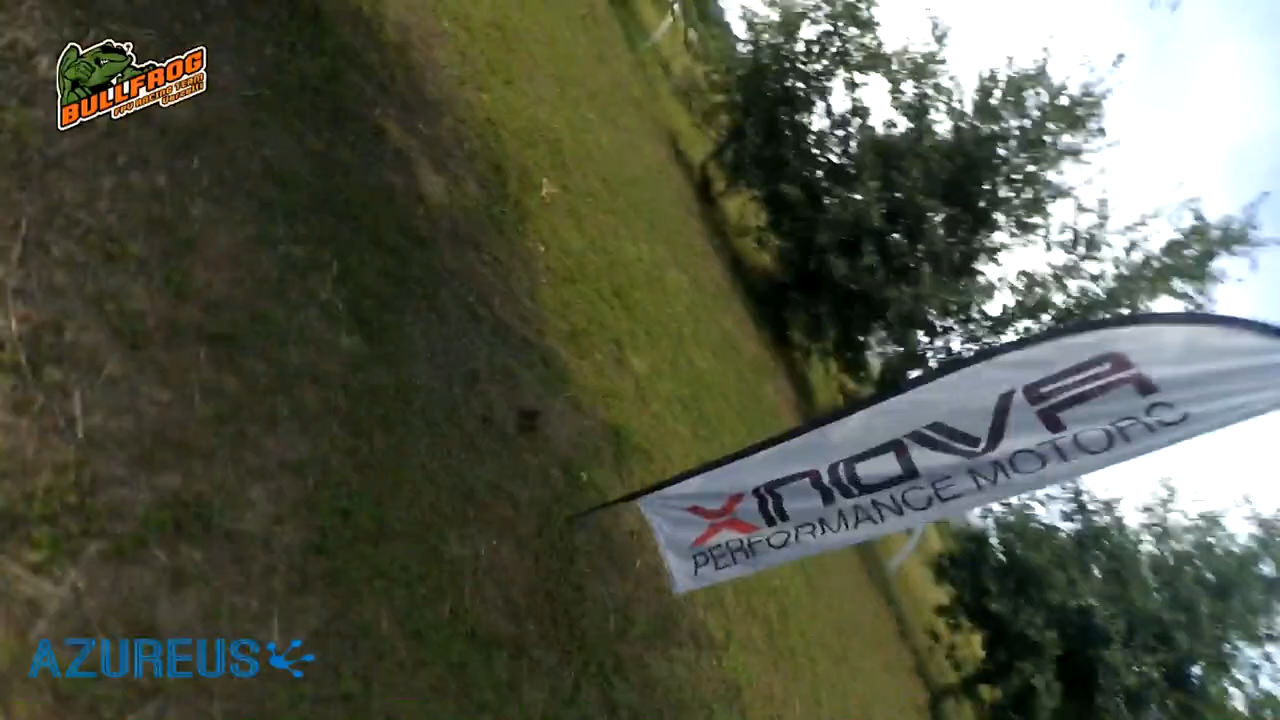 BULLFROG
FPV RACING TEAM
XNOVA
PERFORMANCE MOTORS
AZUREUS